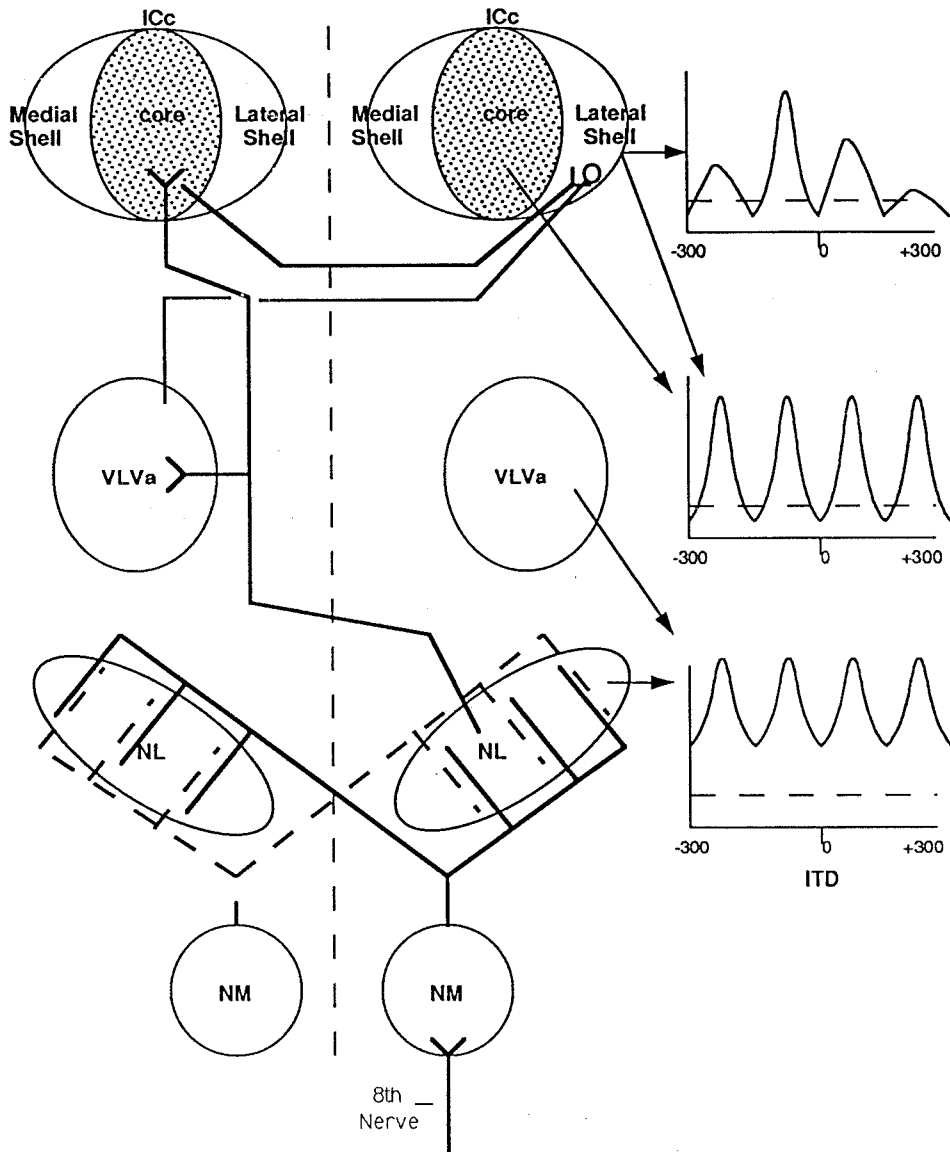 ICc
ICc
Medial
Shell
core
Lateral
Shell
Medial
Shell
core
Lateral
Shell
-300
0
+300
VLVa
VLVa
-300
0
+300
NL
NL
-300
0
+300
ITD
NM
NM
8th
Nerve